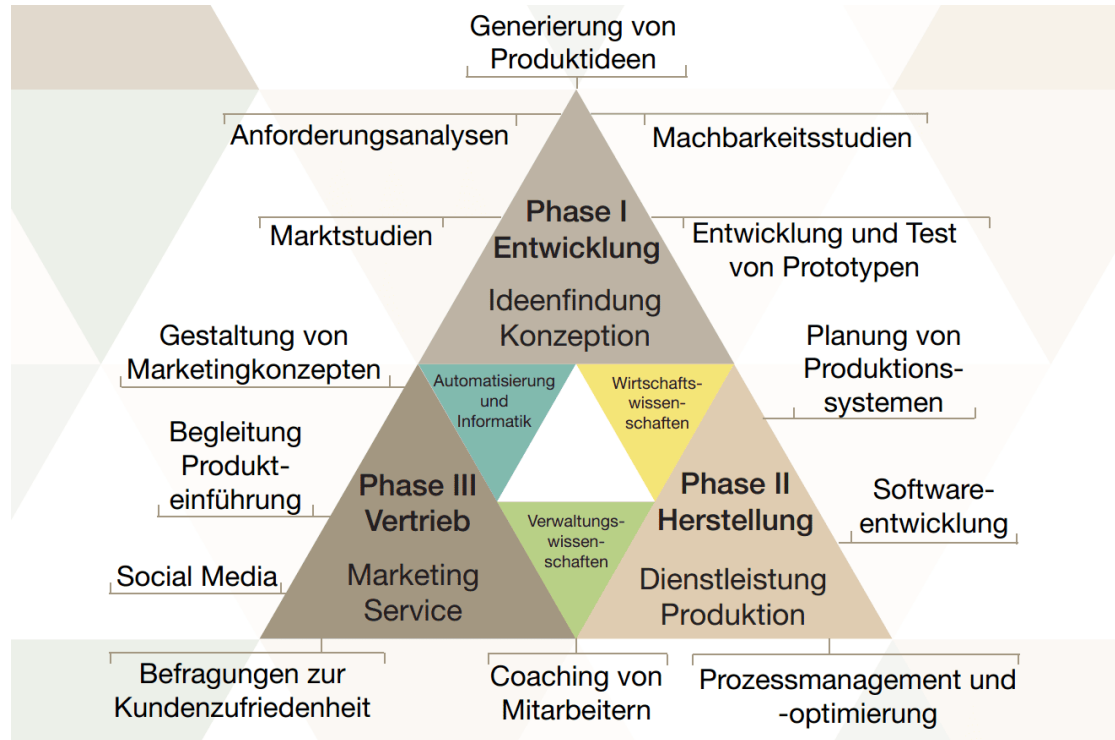 Generierung von
Produktideen
Anforderungsanalysen
Machbarkeitsstudien
Phase I
Entwicklung
Marktstudien
Entwicklung und Test
von Prototypen
Ideenfindung
Konzeption
Gestaltung von
Marketingkonzepten
Planung von
Produktions-
systemen
Automatisierung
und
Informatik
Wirtschafts-
wissen-
schaften
Begleitung
Produkt-
einführung
Phase III
Vertrieb
Phase II
Herstellung
Software-
entwicklung
Verwaltungs-
wissen-
schaften
Social Media
Marketing
Service
Dienstleistung
Produktion
Befragungen zur
Kundenzufriedenheit
Coaching von
Mitarbeitern
Prozessmanagement und
-optimierung